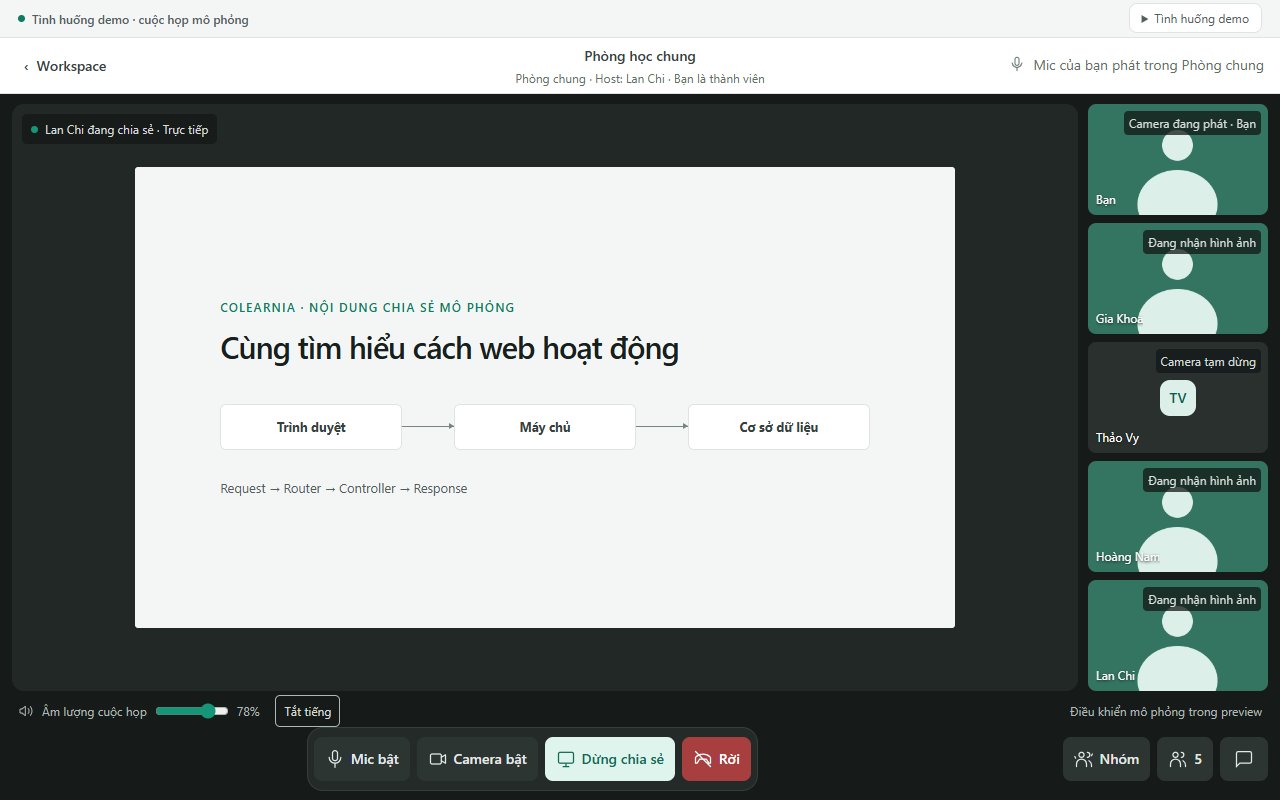 Tình huống demo · cuộc họp mô phỏng
Tình huống demo
Workspace
Phòng học chung
Phòng chung · Host: Lan Chi · Bạn là thành viên
Mic của bạn phát trong Phòng chung
Lan Chi đang chia sẻ · Trực tiếp
COLEARNIA · NỘI DUNG CHIA SẺ MÔ PHỎNG
Cùng tìm hiểu cách web hoạt động
Trình duyệt
Máy chủ
Cơ sở dữ liệu
Request → Router → Controller → Response
Camera đang phát · Bạn
Bạn
Đang nhận hình ảnh
Gia Khoa
Camera tạm dừng
TV
Thảo Vy
Đang nhận hình ảnh
Hoàng Nam
Đang nhận hình ảnh
Lan Chi
Âm lượng cuộc họp
78%
Tắt tiếng
Điều khiển mô phỏng trong preview
Mic bật
Camera bật
Dừng chia sẻ
Rời
Nhóm
5